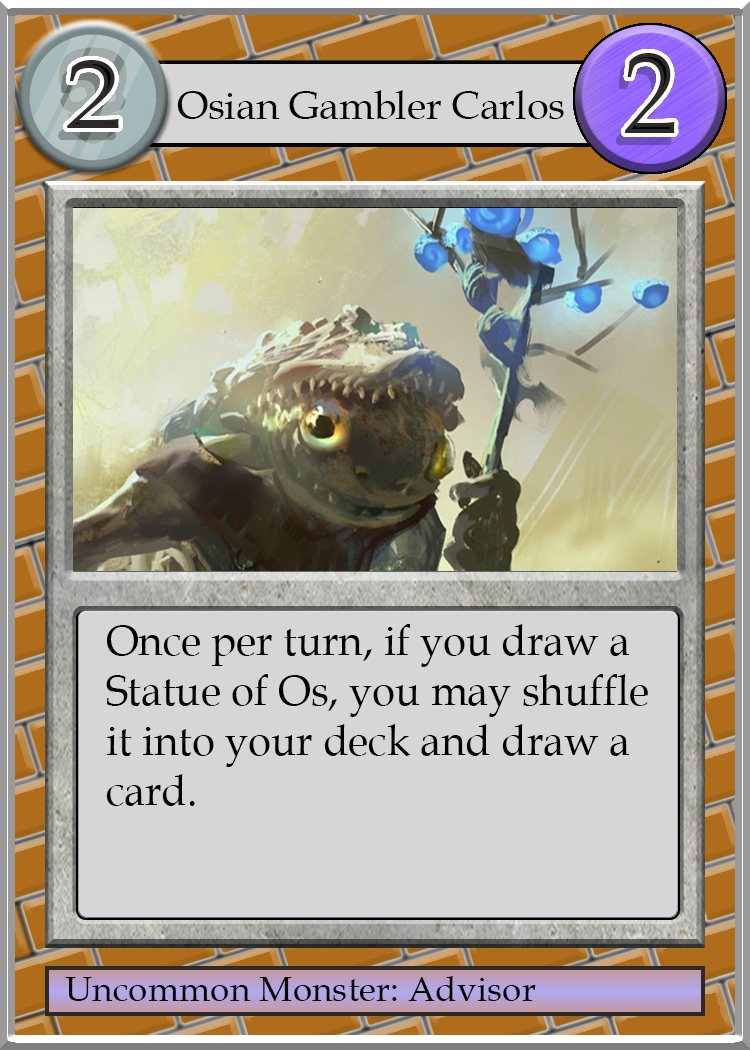 2
Osian Gambler Carlos
2
Once per turn, if you draw a
Statue of Os, you may shuffle
it into your deck and draw a
card.
Uncommon Monster: Advisor